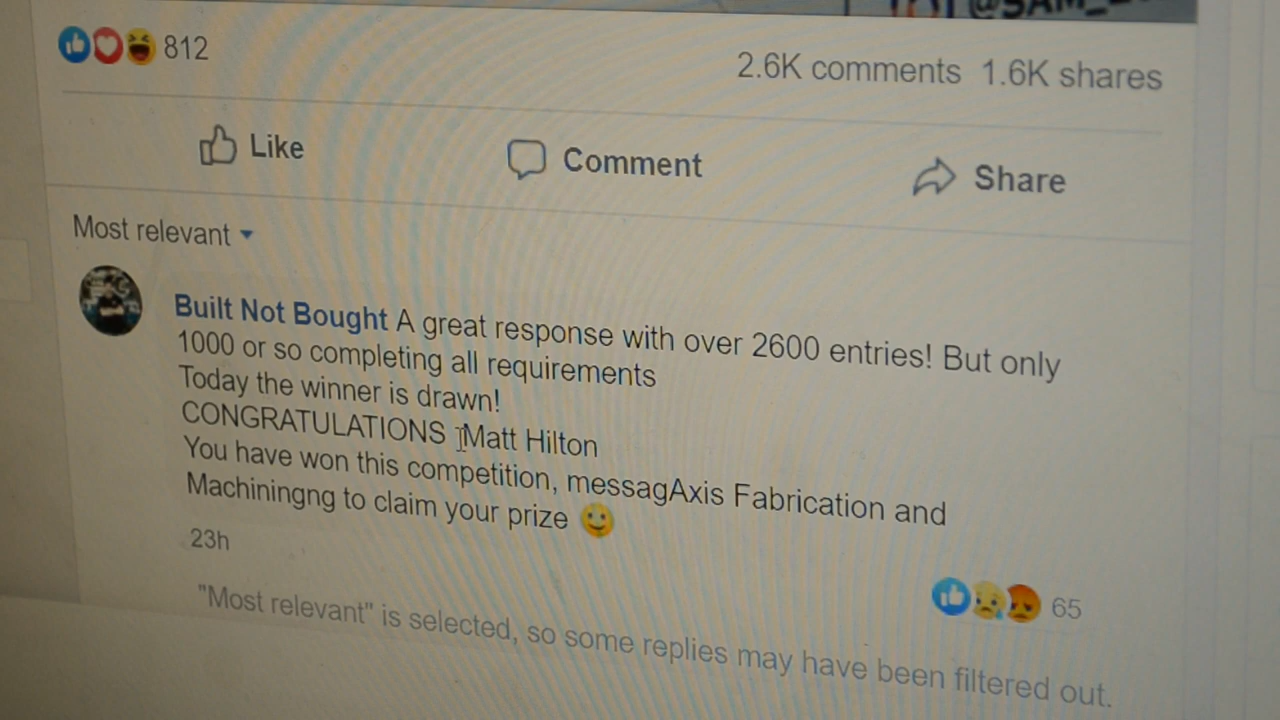 @SAM_
812
2.6K comments 1.6K shares
Like
Comment
Share
Most relevant
Built Not Bought A great response with over 2600 entries! But only
1000 or so completing all requirements
Today the winner is drawn!
CONGRATULATIONS Matt Hilton
You have won this competition, messagAxis Fabrication and
Machiningng to claim your prize 🙂
23h
65
"Most relevant" is selected, so some replies may have been filtered out.